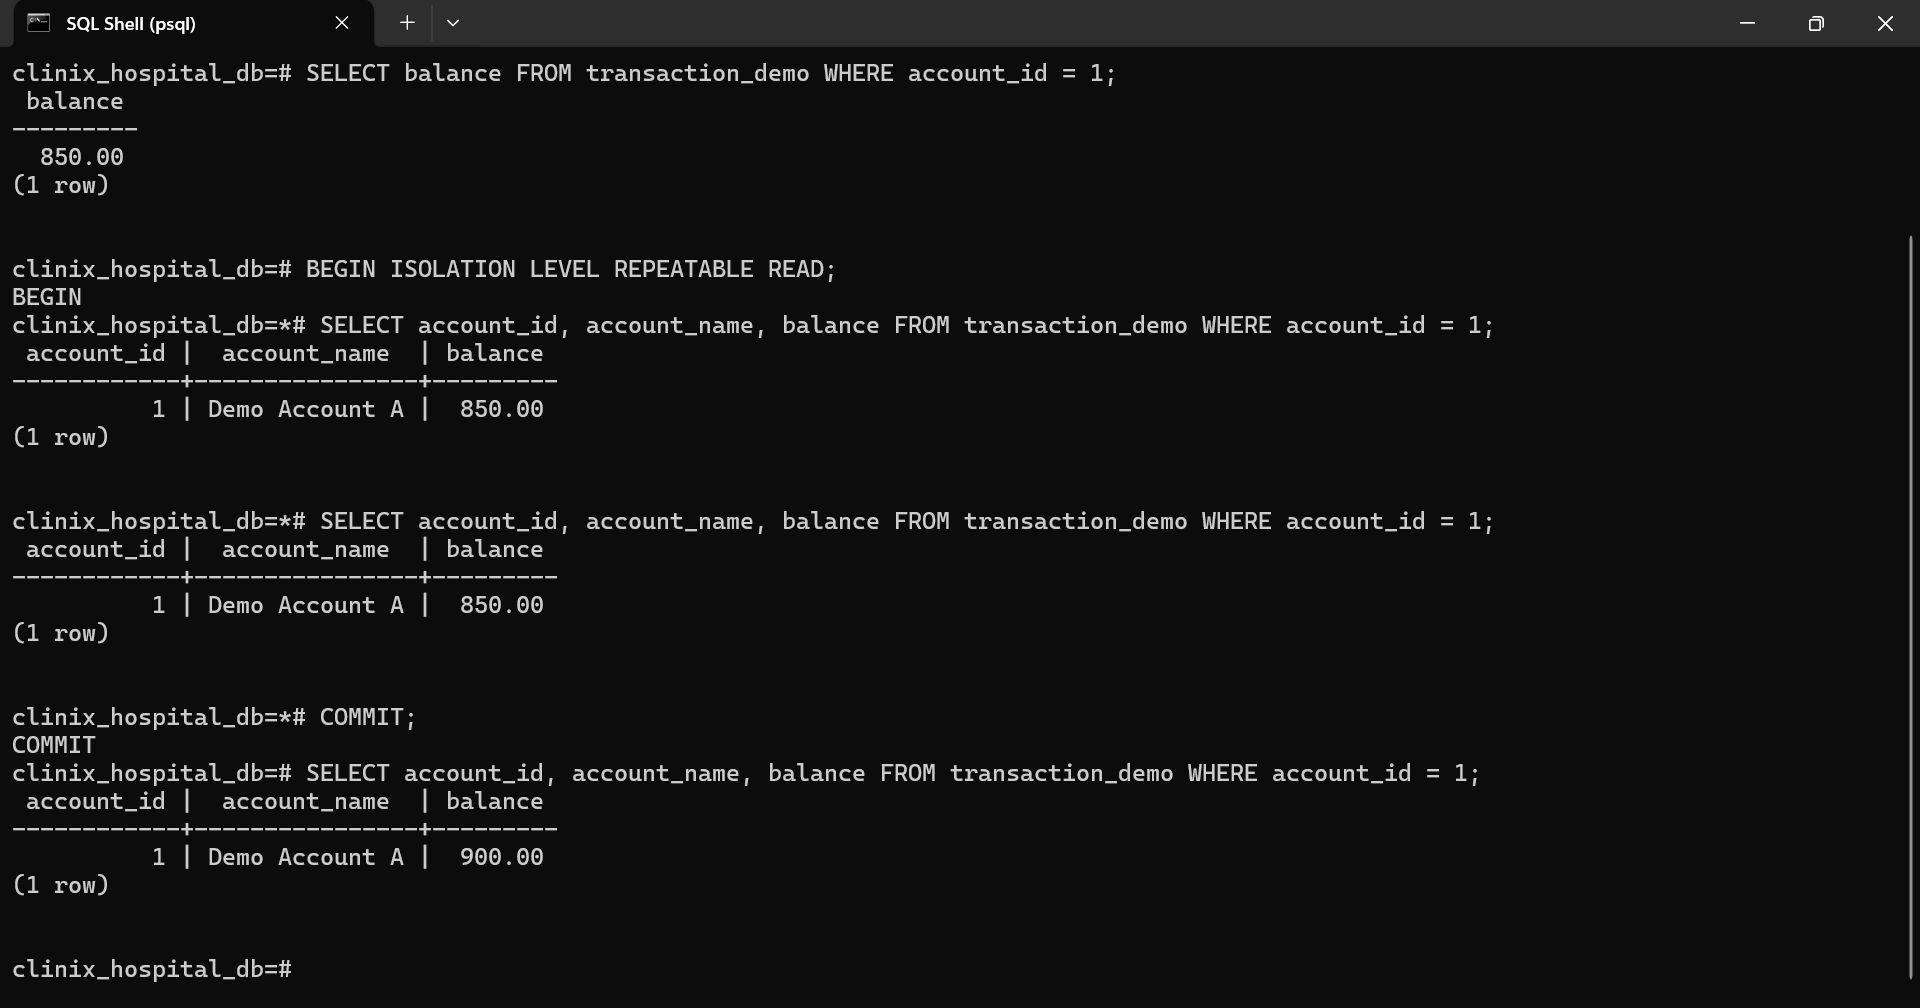 SQL Shell (psql)
clinix_hospital_db=# SELECT balance FROM transaction_demo WHERE account_id = 1;
 balance
---------
  850.00
(1 row)
clinix_hospital_db=# BEGIN ISOLATION LEVEL REPEATABLE READ;
BEGIN
clinix_hospital_db=*# SELECT account_id, account_name, balance FROM transaction_demo WHERE account_id = 1;
 account_id |  account_name  | balance
------------+----------------+---------
          1 | Demo Account A |  850.00
(1 row)
clinix_hospital_db=*# SELECT account_id, account_name, balance FROM transaction_demo WHERE account_id = 1;
 account_id |  account_name  | balance
------------+----------------+---------
          1 | Demo Account A |  850.00
(1 row)
clinix_hospital_db=*# COMMIT;
COMMIT
clinix_hospital_db=# SELECT account_id, account_name, balance FROM transaction_demo WHERE account_id = 1;
 account_id |  account_name  | balance
------------+----------------+---------
          1 | Demo Account A |  900.00
(1 row)
clinix_hospital_db=#